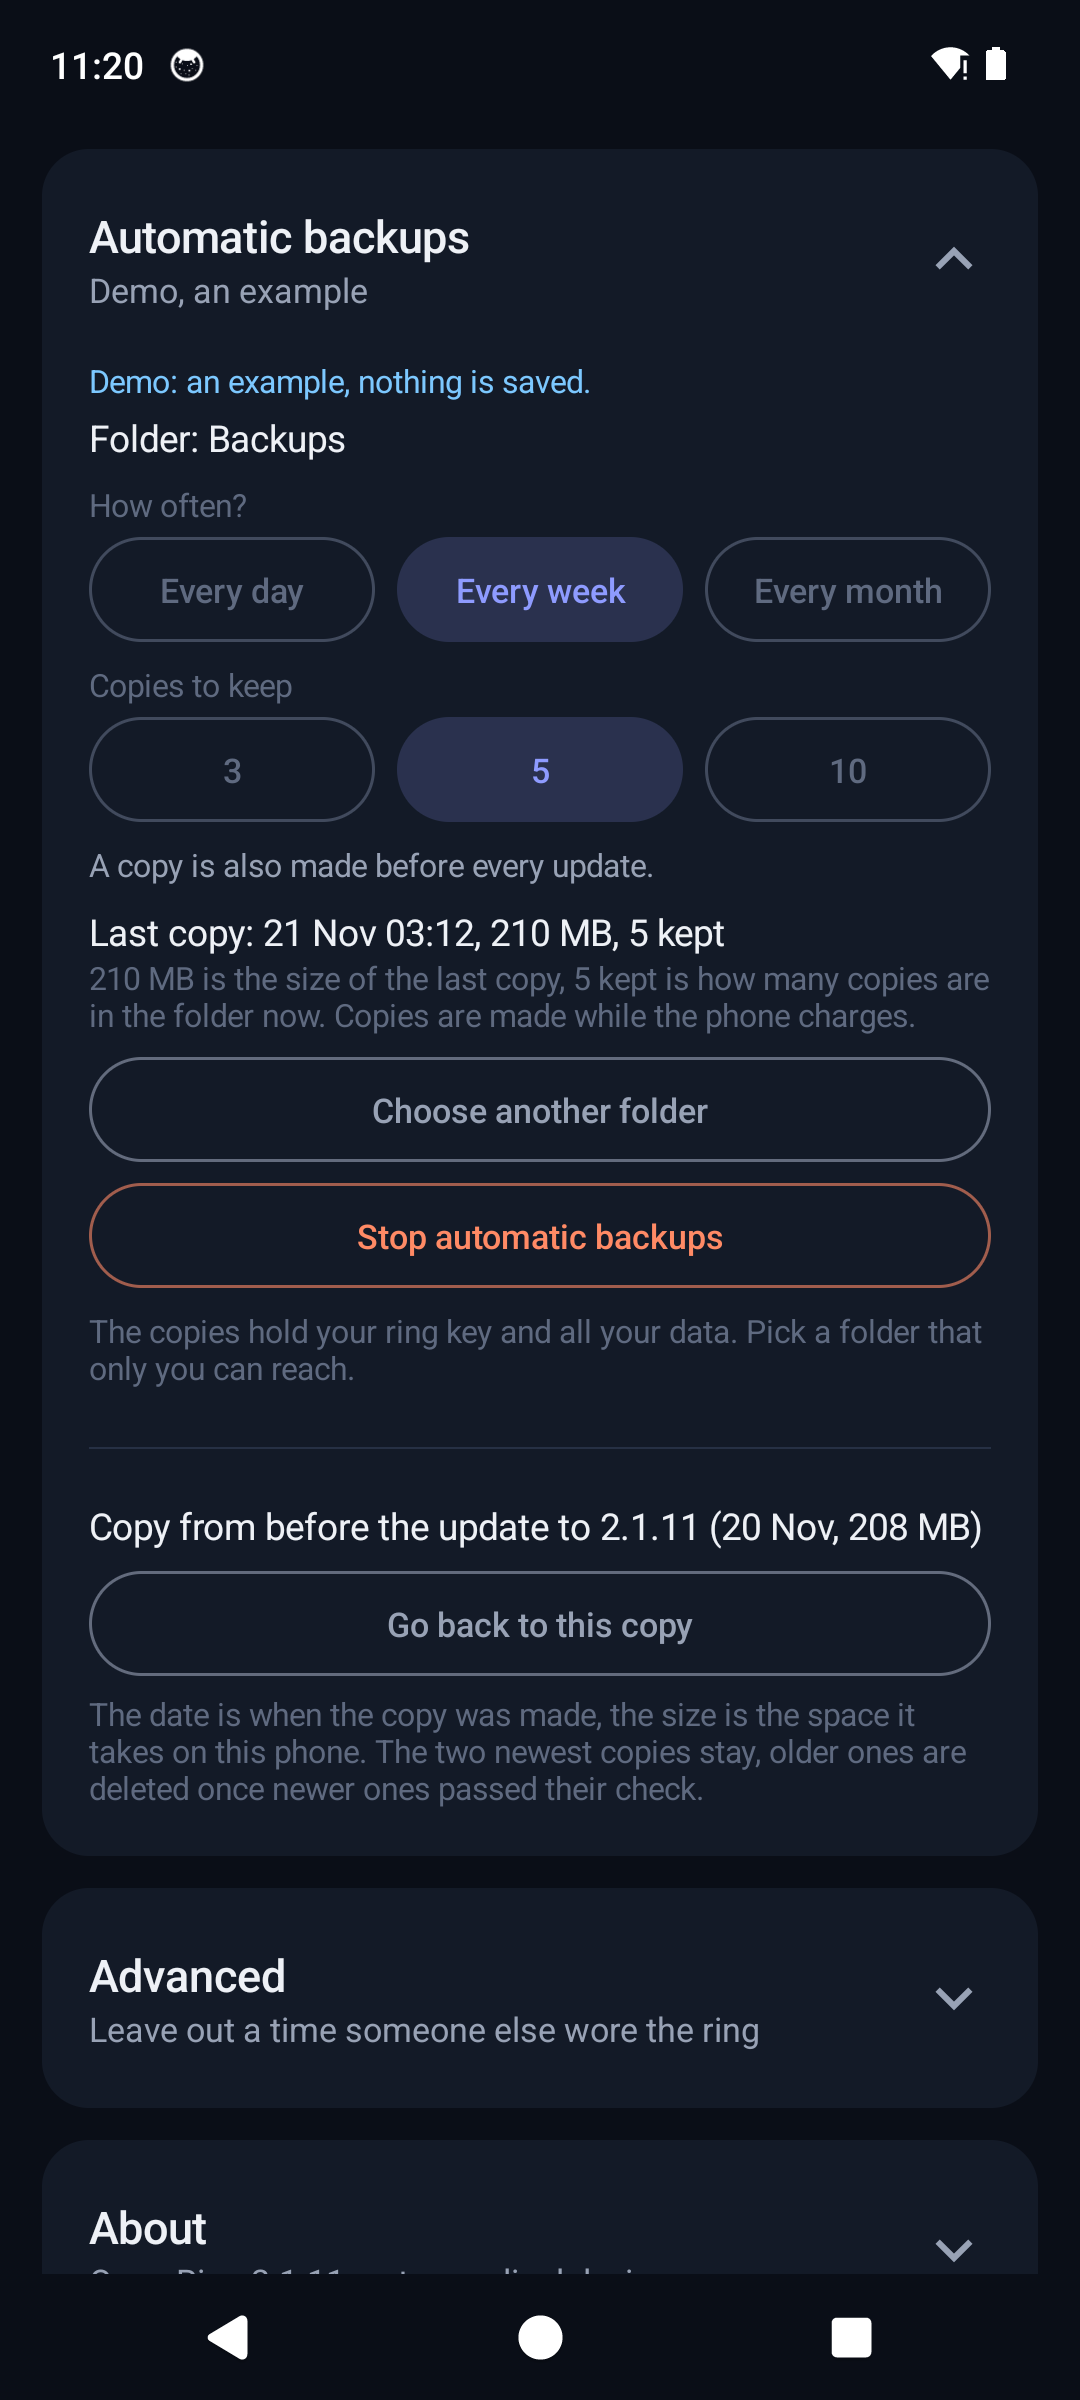 11:20
Automatic backups
Demo, an example
Demo: an example, nothing is saved.
Folder: Backups
How often?
Every day
Every week
Every month
Copies to keep
3
5
10
A copy is also made before every update.
Last copy: 21 Nov 03:12, 210 MB, 5 kept
210 MB is the size of the last copy, 5 kept is how many copies are
in the folder now. Copies are made while the phone charges.
Choose another folder
Stop automatic backups
The copies hold your ring key and all your data. Pick a folder that
only you can reach.
Copy from before the update to 2.1.11 (20 Nov, 208 MB)
Go back to this copy
The date is when the copy was made, the size is the space it
takes on this phone. The two newest copies stay, older ones are
deleted once newer ones passed their check.
Advanced
Leave out a time someone else wore the ring
About